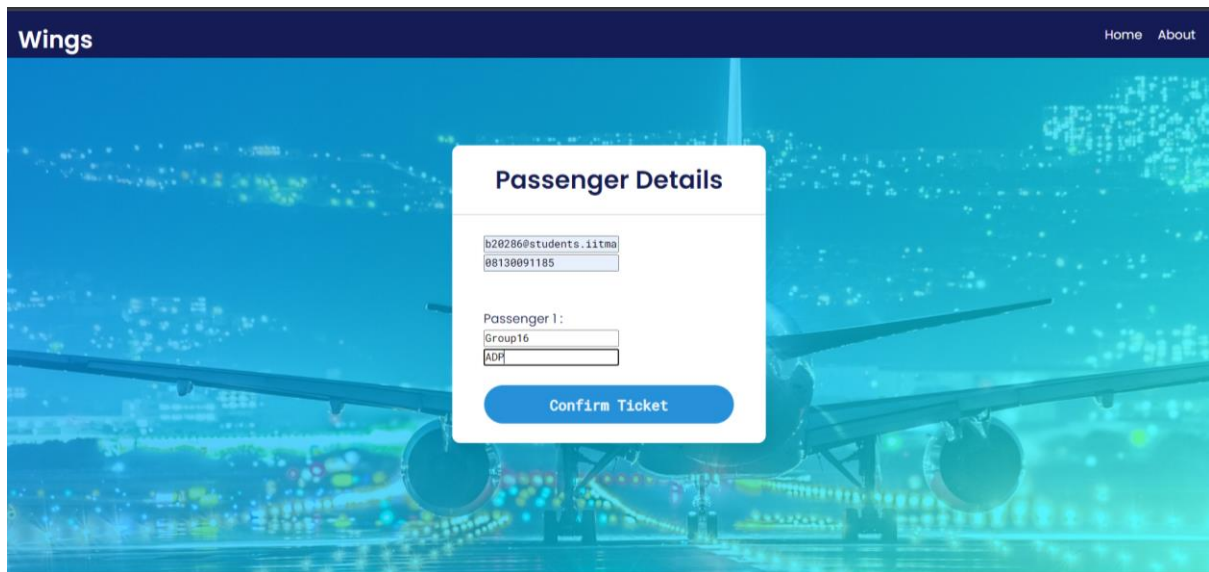 Wings
Home About
Passenger Details
b20286@students.iitma
08130091185
Passenger 1 :
Group16
ADP
Confirm Ticket